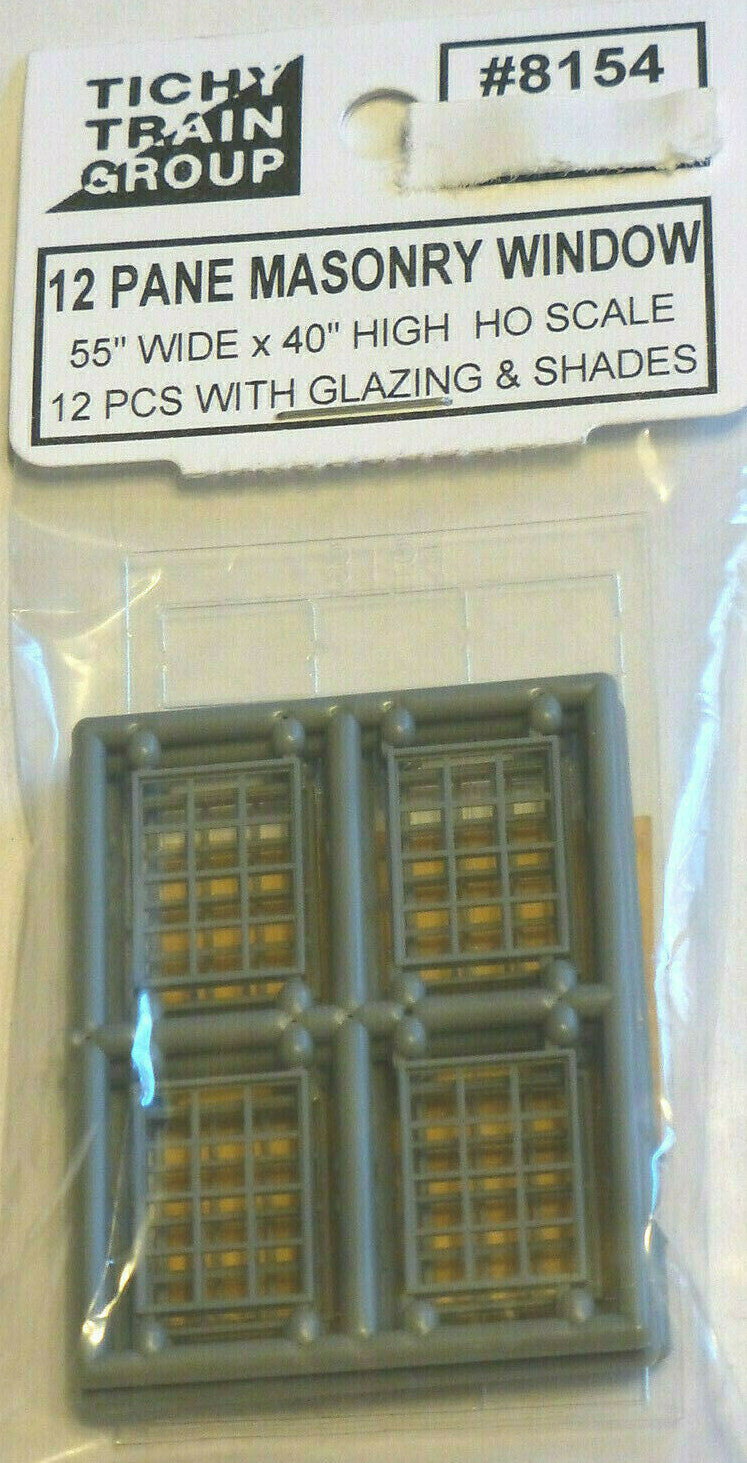 TICHY
TRAIN
GROUP
#8154
12 PANE MASONRY WINDOW
55" WIDE x 40" HIGH HO SCALE
12 PCS WITH GLAZING & SHADES